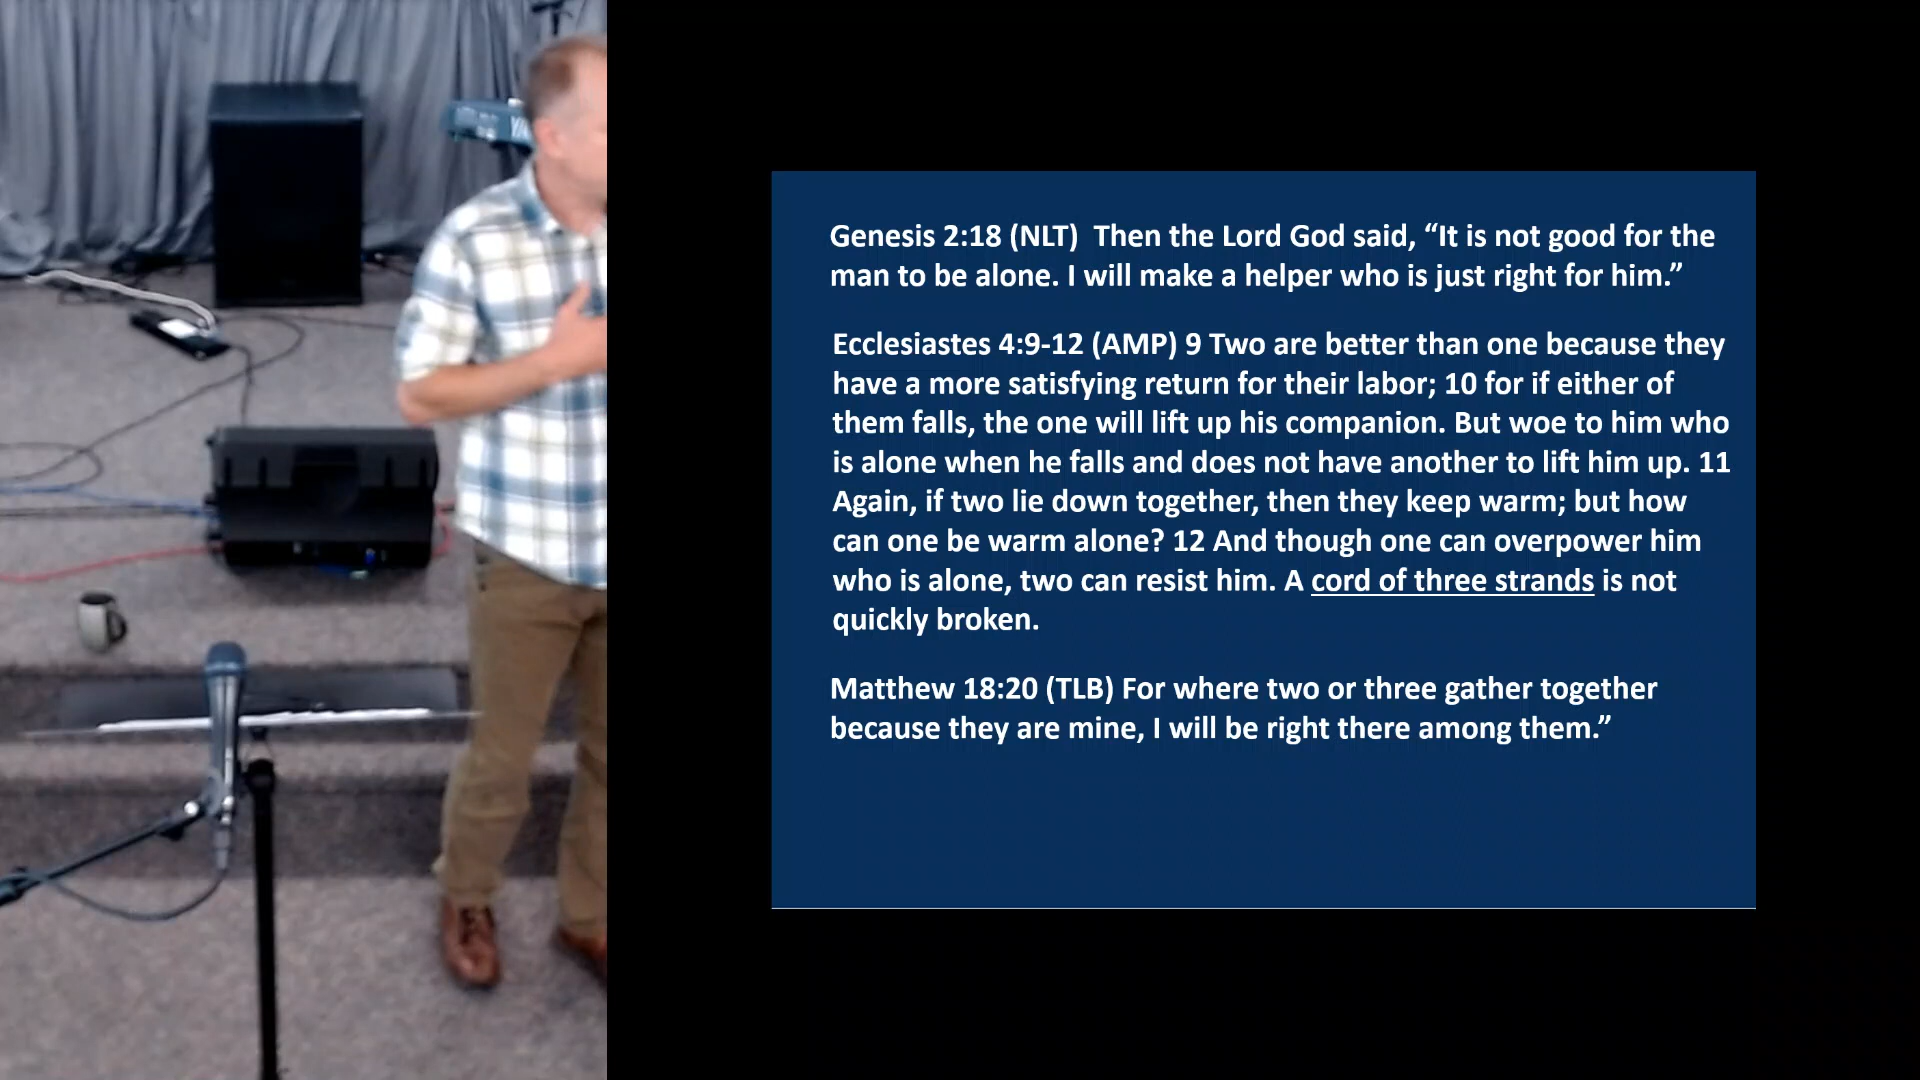 Genesis 2:18 (NLT)  Then the Lord God said, “It is not good for the
man to be alone. I will make a helper who is just right for him.”
Ecclesiastes 4:9-12 (AMP) 9 Two are better than one because they
have a more satisfying return for their labor; 10 for if either of
them falls, the one will lift up his companion. But woe to him who
is alone when he falls and does not have another to lift him up. 11
Again, if two lie down together, then they keep warm; but how
can one be warm alone? 12 And though one can overpower him
who is alone, two can resist him. A cord of three strands is not
quickly broken.
Matthew 18:20 (TLB) For where two or three gather together
because they are mine, I will be right there among them.”